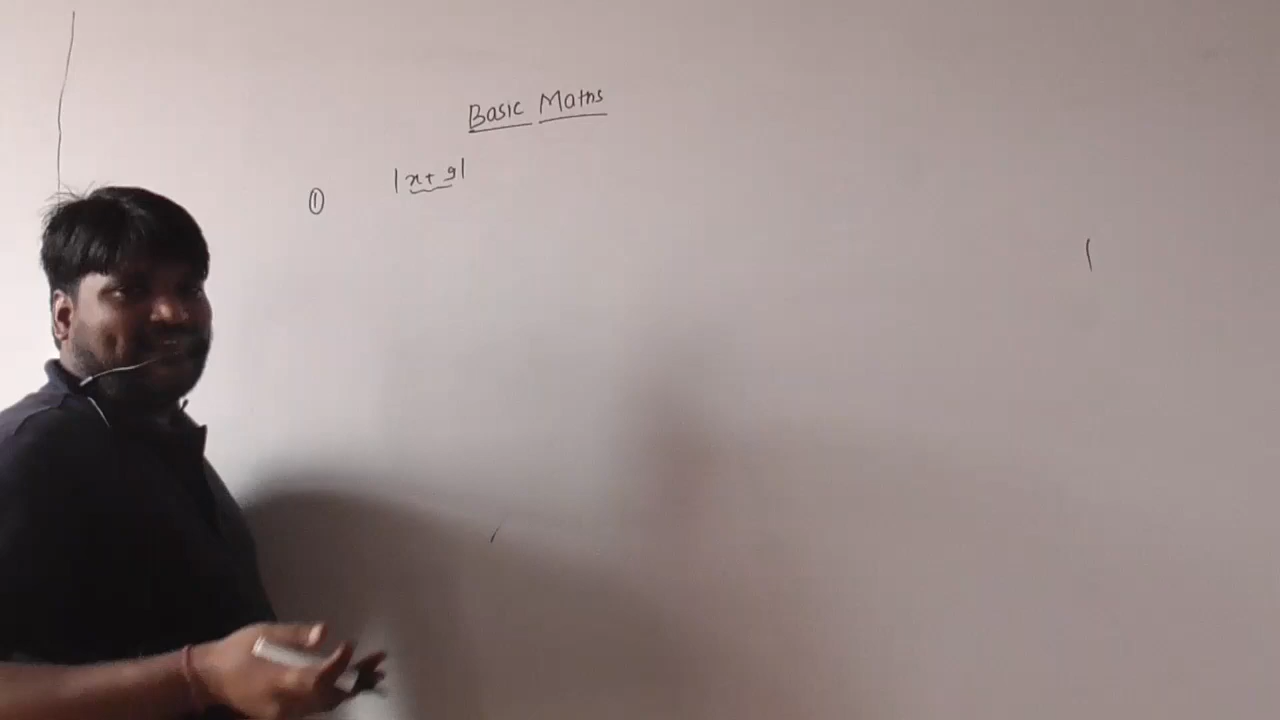 Basic Maths
① |x + 9|